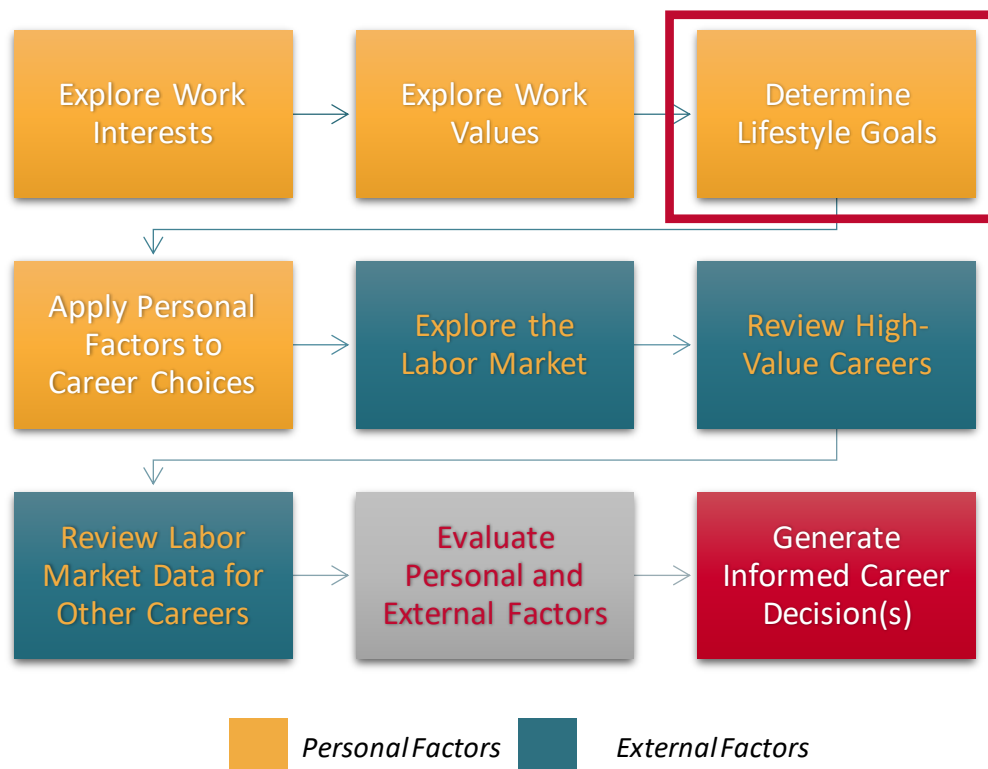 Explore Work
Interests
Explore Work
Values
Determine
Lifestyle Goals
Apply Personal
Factors to
Career Choices
Explore the
Labor Market
Review High-
Value Careers
Review Labor
Market Data for
Other Careers
Evaluate
Personal and
External Factors
Generate
Informed Career
Decision(s)
Personal Factors
External Factors